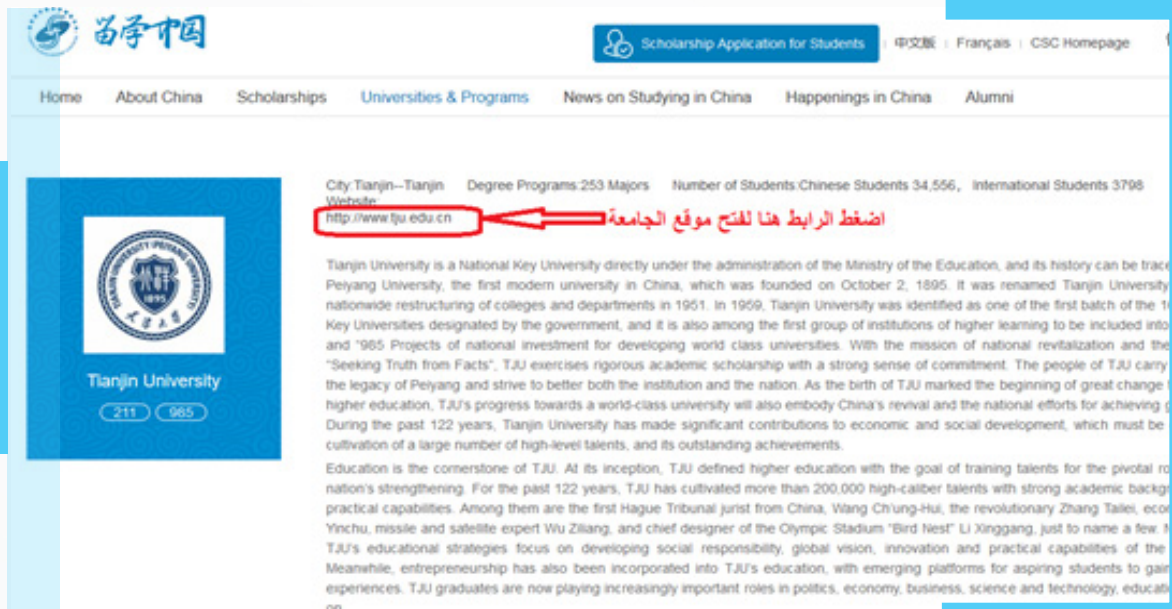 留学中国
Scholarship Application for Students | 中文版 | Français | CSC Homepage
Home About China Scholarships Universities & Programs News on Studying in China Happenings in China Alumni
City:Tianjin--Tianjin Degree Programs:253 Majors Number of Students:Chinese Students 34,556, International Students 3798
Website:
http://www.tju.edu.cn
اضغط الرابط هنا لفتح موقع الجامعة
TIANJIN UNIVERSITY (PEIYANG UNIVERSITY)
1895
天津大学
Tianjin University
211 985
Tianjin University is a National Key University directly under the administration of the Ministry of the Education, and its history can be trace
Peiyang University, the first modern university in China, which was founded on October 2, 1895. It was renamed Tianjin University
nationwide restructuring of colleges and departments in 1951. In 1959, Tianjin University was identified as one of the first batch of the
Key Universities designated by the government, and it is also among the first group of institutions of higher learning to be included into
and "985 Projects of national investment for developing world class universities. With the mission of national revitalization and the
"Seeking Truth from Facts", TJU exercises rigorous academic scholarship with a strong sense of commitment. The people of TJU carry
the legacy of Peiyang and strive to better both the institution and the nation. As the birth of TJU marked the beginning of great change
higher education, TJU's progress towards a world-class university will also embody China's revival and the national efforts for achieving
During the past 122 years, Tianjin University has made significant contributions to economic and social development, which must be
cultivation of a large number of high-level talents, and its outstanding achievements.
Education is the cornerstone of TJU. At its inception, TJU defined higher education with the goal of training talents for the pivotal ro
nation's strengthening. For the past 122 years, TJU has cultivated more than 200,000 high-caliber talents with strong academic backgr
practical capabilities. Among them are the first Hague Tribunal jurist from China, Wang Ch'ung-Hui, the revolutionary Zhang Tailei, econ
Yinchu, missile and satellite expert Wu Ziliang, and chief designer of the Olympic Stadium "Bird Nest" Li Xinggang, just to name a few.
TJU's educational strategies focus on developing social responsibility, global vision, innovation and practical capabilities of the
Meanwhile, entrepreneurship has also been incorporated into TJU's education, with emerging platforms for aspiring students to gain
experiences. TJU graduates are now playing increasingly important roles in politics, economy, business, science and technology, educati
on